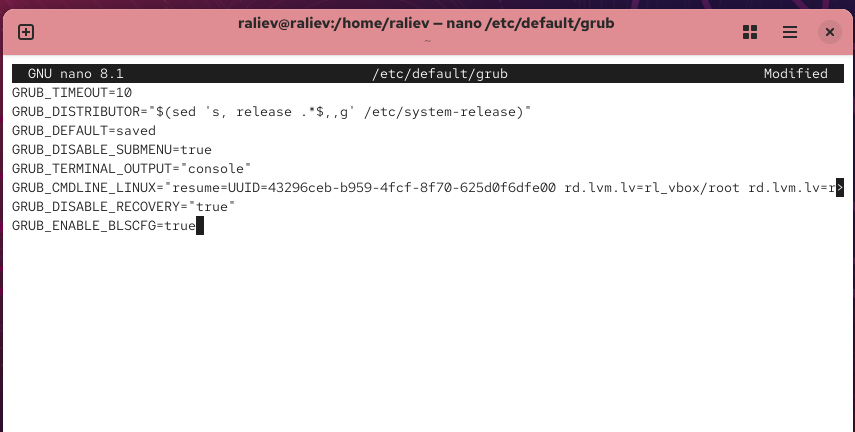 raliev@raliev:/home/raliev — nano /etc/default/grub
~
GNU nano 8.1 /etc/default/grub Modified
GRUB_TIMEOUT=10
GRUB_DISTRIBUTOR="$(sed 's, release .*$,,g' /etc/system-release)"
GRUB_DEFAULT=saved
GRUB_DISABLE_SUBMENU=true
GRUB_TERMINAL_OUTPUT="console"
GRUB_CMDLINE_LINUX="resume=UUID=43296ceb-b959-4fcf-8f70-625d0f6dfe00 rd.lvm.lv=rl_vbox/root rd.lvm.lv=r>
GRUB_DISABLE_RECOVERY="true"
GRUB_ENABLE_BLSCFG=true